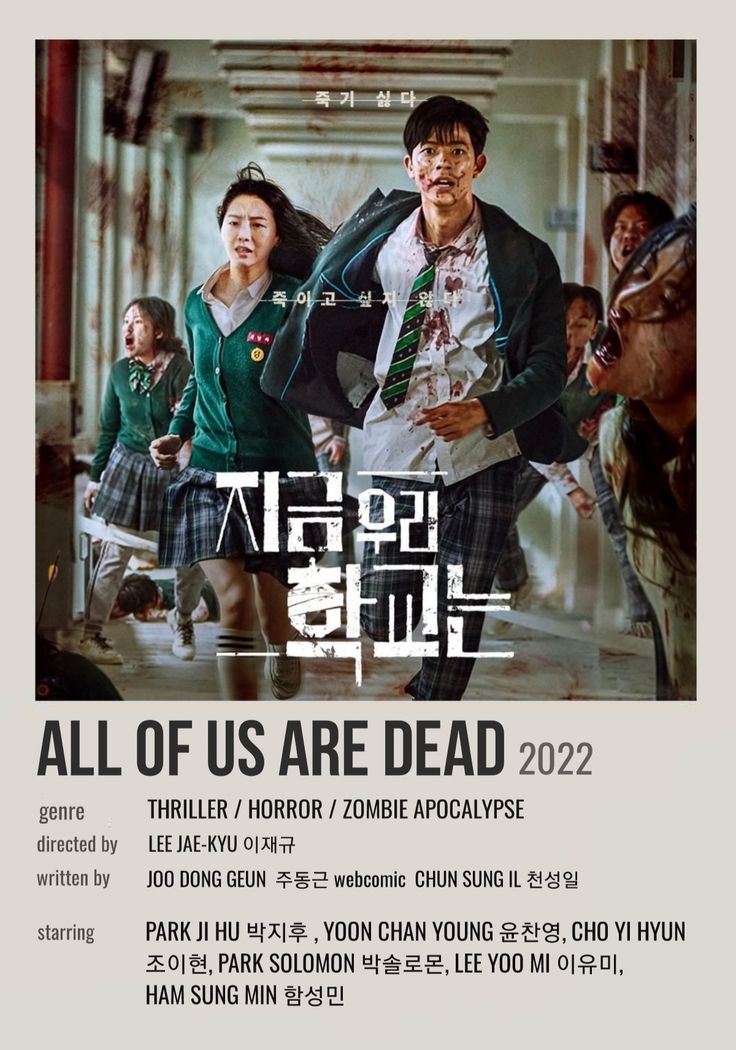 죽기 싫다
죽이고 싶지 않다
지금 우리
학교는
ALL OF US ARE DEAD 2022
genre THRILLER / HORROR / ZOMBIE APOCALYPSE
directed by LEE JAE-KYU 이재규
written by JOO DONG GEUN 주동근 webcomic CHUN SUNG IL 천성일
starring PARK JI HU 박지후 , YOON CHAN YOUNG 윤찬영, CHO YI HYUN
조이현, PARK SOLOMON 박솔로몬, LEE YOO MI 이유미,
HAM SUNG MIN 함성민